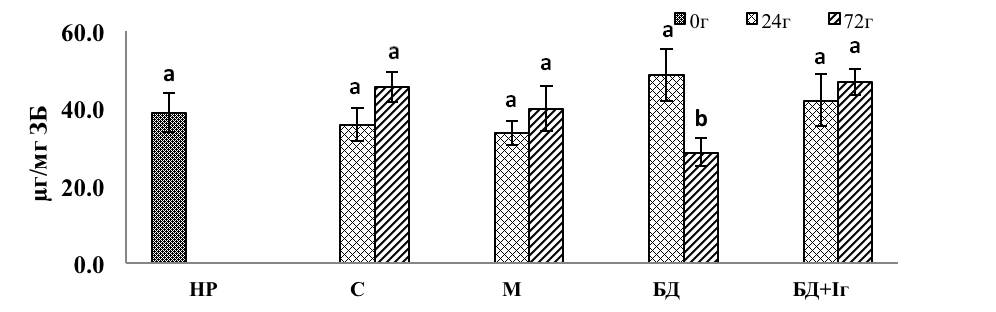 0г 24г 72г
60.0
40.0
20.0
0.0
µг/мг ЗБ
a a a a a a b a a
НР С М БД БД+Іг